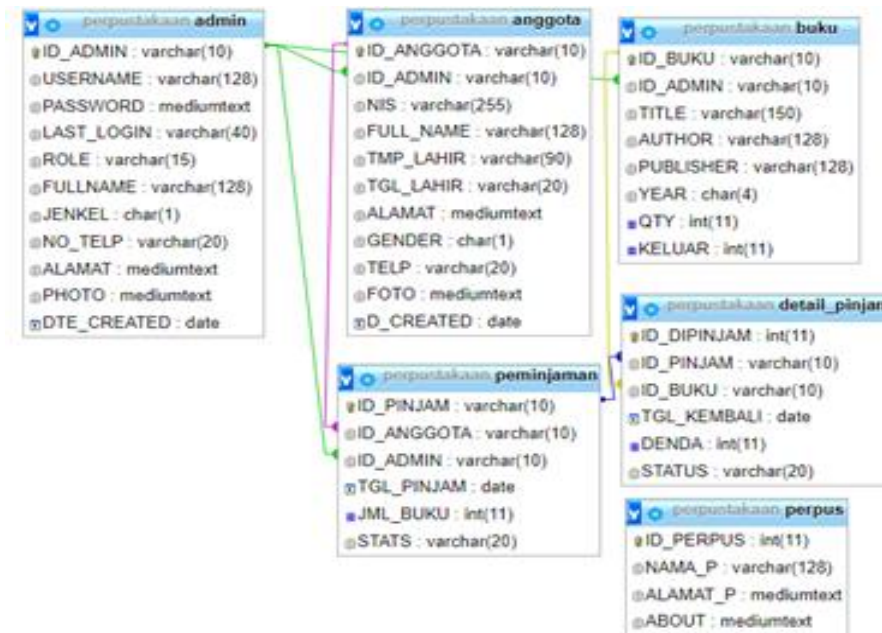 perpustakaan admin
ID_ADMIN : varchar(10)
USERNAME : varchar(128)
PASSWORD : mediumtext
LAST_LOGIN : varchar(40)
ROLE : varchar(15)
FULLNAME : varchar(128)
JENKEL : char(1)
NO_TELP : varchar(20)
ALAMAT : mediumtext
PHOTO : mediumtext
DTE_CREATED : date
perpustakaan anggota
ID_ANGGOTA : varchar(10)
ID_ADMIN : varchar(10)
NIS : varchar(255)
FULL_NAME : varchar(128)
TMP_LAHIR : varchar(90)
TGL_LAHIR : varchar(20)
ALAMAT : mediumtext
GENDER : char(1)
TELP : varchar(20)
FOTO : mediumtext
D_CREATED : date
perpustakaan buku
ID_BUKU : varchar(10)
ID_ADMIN : varchar(10)
TITLE : varchar(150)
AUTHOR : varchar(128)
PUBLISHER : varchar(128)
YEAR : char(4)
QTY : int(11)
KELUAR : int(11)
perpustakaan peminjaman
ID_PINJAM : varchar(10)
ID_ANGGOTA : varchar(10)
ID_ADMIN : varchar(10)
TGL_PINJAM : date
JML_BUKU : int(11)
STATS : varchar(20)
perpustakaan detail_pinjam
ID_DIPINJAM : int(11)
ID_PINJAM : varchar(10)
ID_BUKU : varchar(10)
TGL_KEMBALI : date
DENDA : int(11)
STATUS : varchar(20)
perpustakaan perpus
ID_PERPUS : int(11)
NAMA_P : varchar(128)
ALAMAT_P : mediumtext
ABOUT : mediumtext